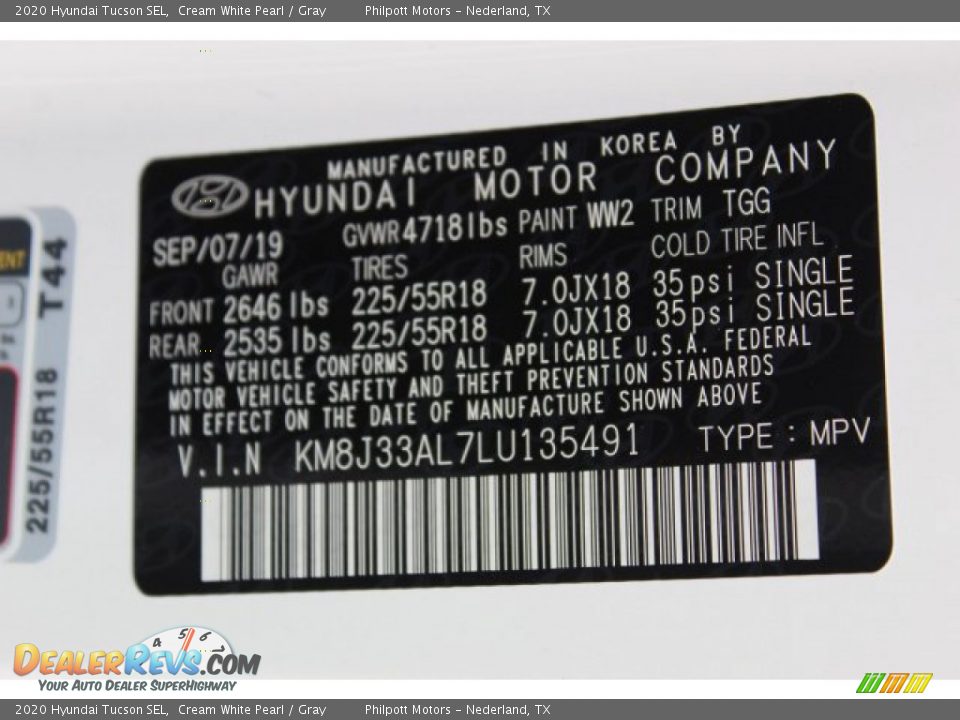 2020 Hyundai Tucson SEL, Cream White Pearl / Gray Philpott Motors - Nederland, TX
MANUFACTURED IN KOREA BY
HYUNDAI MOTOR COMPANY
SEP/07/19 GVWR 4718lbs PAINT WW2 TRIM TGG
GAWR TIRES RIMS COLD TIRE INFL
FRONT 2646 lbs 225/55R18 7.0JX18 35psi SINGLE
REAR 2535 lbs 225/55R18 7.0JX18 35psi SINGLE
THIS VEHICLE CONFORMS TO ALL APPLICABLE U.S.A. FEDERAL
MOTOR VEHICLE SAFETY AND THEFT PREVENTION STANDARDS
IN EFFECT ON THE DATE OF MANUFACTURE SHOWN ABOVE
V.I.N KM8J33AL7LU135491 TYPE : MPV
225/55R18 T44
4 5 6 7
DEALERREVS.COM
YOUR AUTO DEALER SUPERHIGHWAY
2020 Hyundai Tucson SEL, Cream White Pearl / Gray Philpott Motors - Nederland, TX